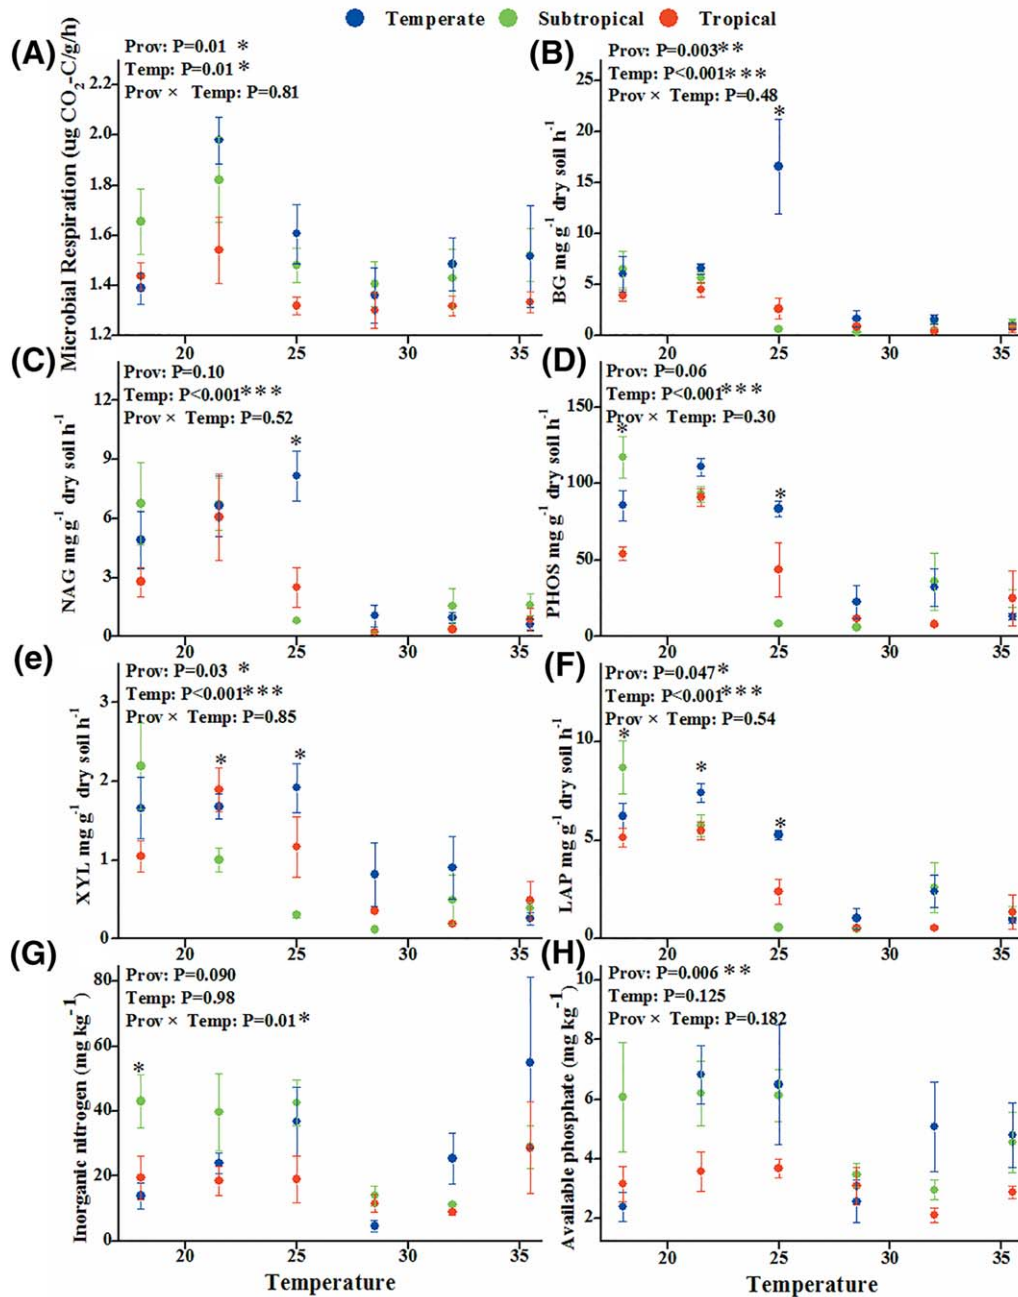 Temperate Subtropical Tropical
(A) Prov: P=0.01 *
Temp: P=0.01 *
Prov × Temp: P=0.81
Microbial Respiration (ug CO2-C/g/h)
2.2
2.0
1.8
1.6
1.4
1.2
20 25 30 35
(B) Prov: P=0.003**
Temp: P<0.001***
Prov × Temp: P=0.48
*
BG mg g-1 dry soil h-1
25
20
15
10
5
0
20 25 30 35
(C) Prov: P=0.10
Temp: P<0.001***
Prov × Temp: P=0.52
*
NAG mg g-1 dry soil h-1
12
9
6
3
0
20 25 30 35
(D) Prov: P=0.06
Temp: P<0.001***
Prov × Temp: P=0.30
* *
PHOS mg g-1 dry soil h-1
150
100
50
0
20 25 30 35
(e) Prov: P=0.03 *
Temp: P<0.001***
Prov × Temp: P=0.85
* *
XYL mg g-1 dry soil h-1
3
2
1
0
20 25 30 35
(F) Prov: P=0.047*
Temp: P<0.001***
Prov × Temp: P=0.54
* * *
LAP mg g-1 dry soil h-1
10
5
0
20 25 30 35
(G) Prov: P=0.090
Temp: P=0.98
Prov × Temp: P=0.01*
*
Inorganic nitrogen (mg kg-1)
80
60
40
20
0
20 25 30 35
Temperature
(H) Prov: P=0.006 **
Temp: P=0.125
Prov × Temp: P=0.182
Available phosphate (mg kg-1)
10
8
6
4
2
20 25 30 35
Temperature